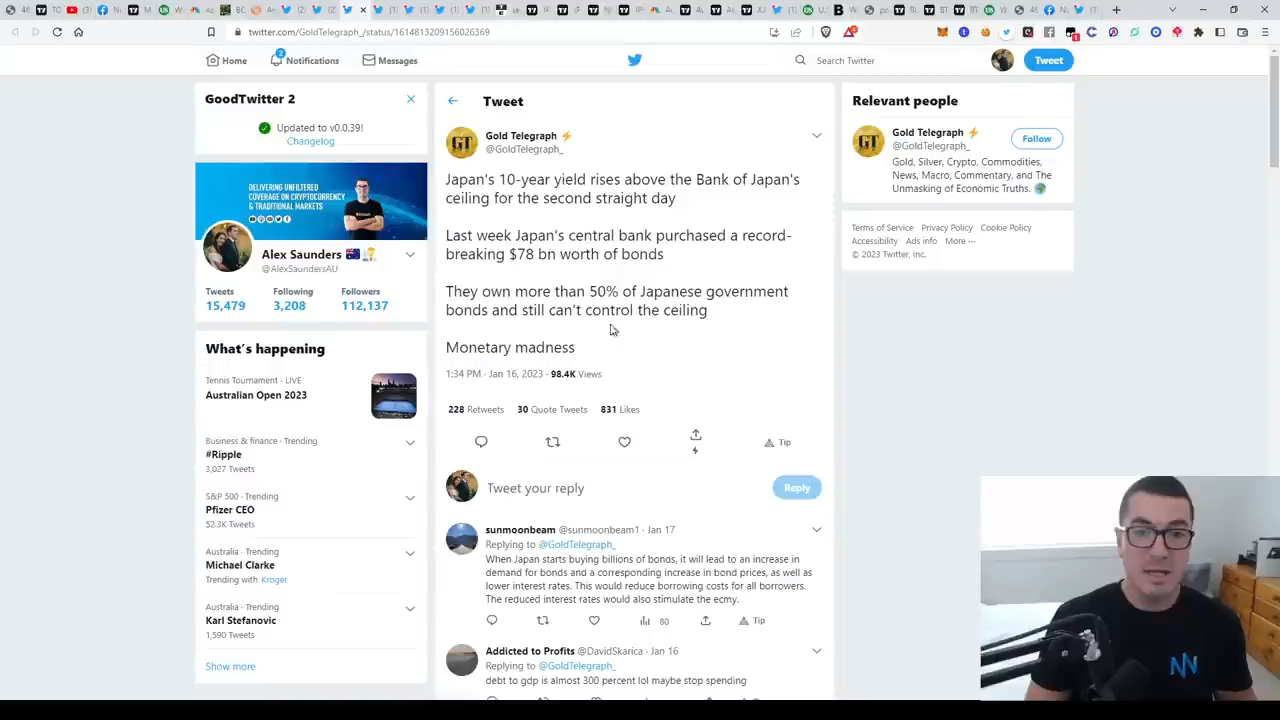 twitter.com/GoldTelegraph_/status/1614813209156026369
Home
2
Notifications
Messages
Search Twitter
Tweet
GoodTwitter 2
Updated to v0.0.39!
Changelog
DELIVERING UNFILTERED
COVERAGE ON CRYPTOCURRENCY
& TRADITIONAL MARKETS
Alex Saunders
@AlexSaundersAU
Tweets Following Followers
15,479 3,208 112,137
What's happening
Tennis Tournament · LIVE
Australian Open 2023
Business & finance · Trending
#Ripple
3,027 Tweets
S&P 500 · Trending
Pfizer CEO
52.3K Tweets
Australia · Trending
Michael Clarke
Trending with Kroger
Australia · Trending
Karl Stefanovic
1,590 Tweets
Show more
Tweet
GT
Gold Telegraph ⚡
@GoldTelegraph_
Japan's 10-year yield rises above the Bank of Japan's
ceiling for the second straight day
Last week Japan's central bank purchased a record-
breaking $78 bn worth of bonds
They own more than 50% of Japanese government
bonds and still can't control the ceiling
Monetary madness
1:34 PM · Jan 16, 2023 · 98.4K Views
228 Retweets 30 Quote Tweets 831 Likes
Tip
Tweet your reply
Reply
sunmoonbeam @sunmoonbeam1 · Jan 17
Replying to @GoldTelegraph_
When Japan starts buying billions of bonds, it will lead to an increase in
demand for bonds and a corresponding increase in bond prices, as well as
lower interest rates. This would reduce borrowing costs for all borrowers.
The reduced interest rates would also stimulate the ecmy.
80
Tip
Addicted to Profits @DavidSkarica · Jan 16
Replying to @GoldTelegraph_
debt to gdp is almost 300 percent lol maybe stop spending
Relevant people
GT
Gold Telegraph ⚡
@GoldTelegraph_
Follow
Gold, Silver, Crypto, Commodities,
News, Macro, Commentary, and The
Unmasking of Economic Truths. 🌍
Terms of Service Privacy Policy Cookie Policy
Accessibility Ads info More ···
© 2023 Twitter, Inc.